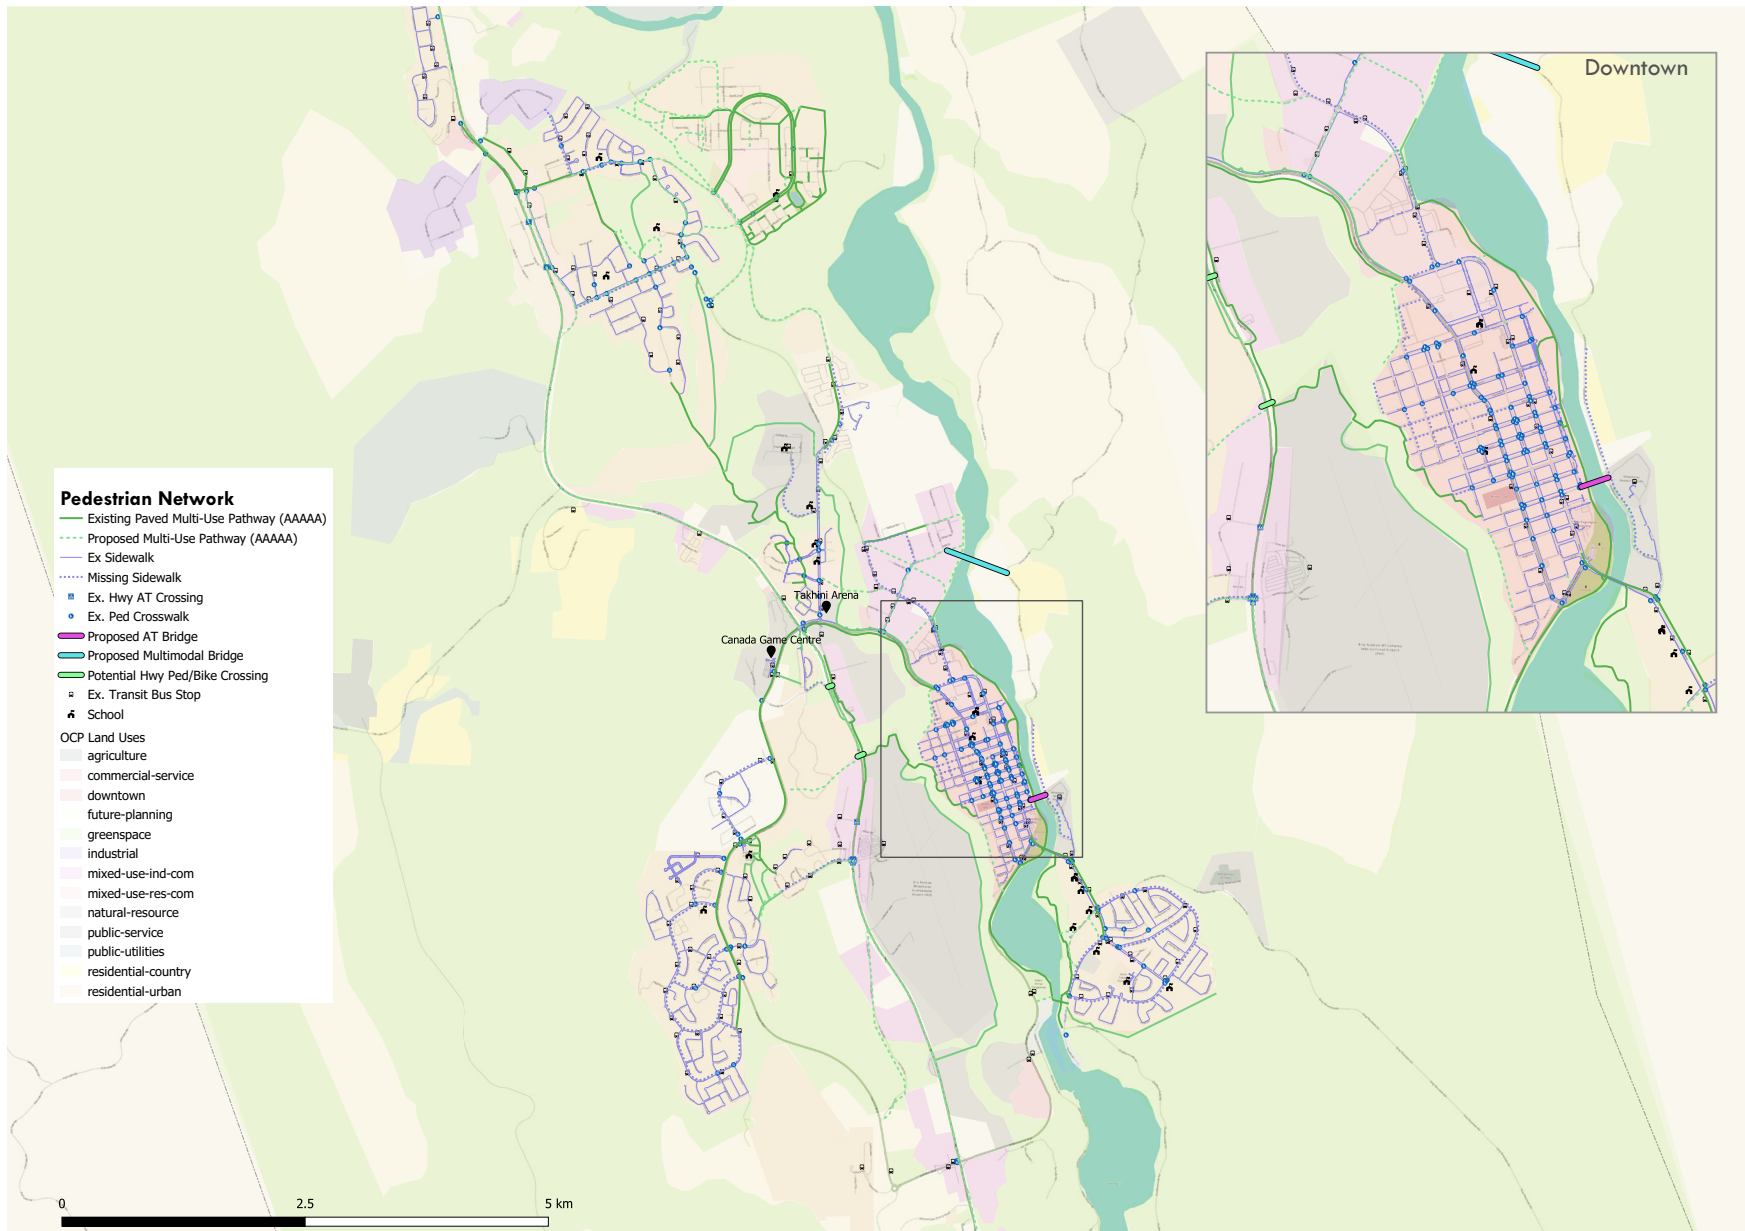 Downtown
Pedestrian Network
Existing Paved Multi-Use Pathway (AAAAA)
Proposed Multi-Use Pathway (AAAAA)
Ex Sidewalk
Missing Sidewalk
Ex. Hwy AT Crossing
Ex. Ped Crosswalk
Proposed AT Bridge
Proposed Multimodal Bridge
Potential Hwy Ped/Bike Crossing
Ex. Transit Bus Stop
School
OCP Land Uses
agriculture
commercial-service
downtown
future-planning
greenspace
industrial
mixed-use-ind-com
mixed-use-res-com
natural-resource
public-service
public-utilities
residential-country
residential-urban
Takhini Arena
Canada Game Centre
0 2.5 5 km